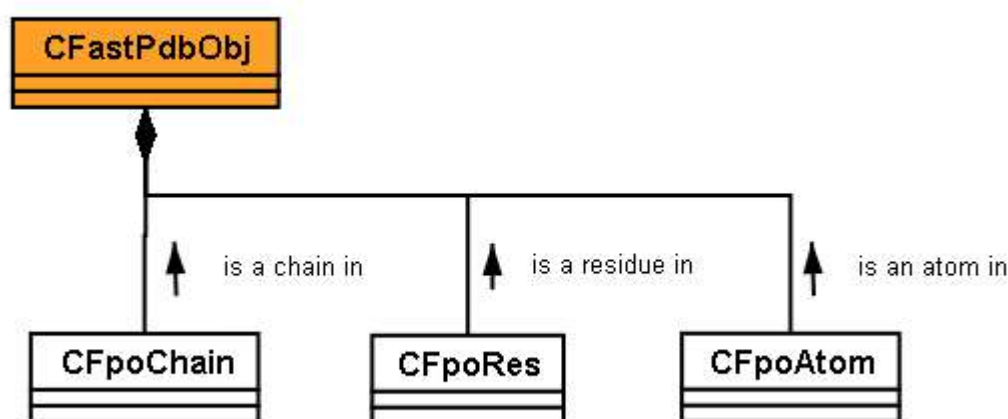 CFastPdbObj
is a chain in
is a residue in
is an atom in
CFpoChain
CFpoRes
CFpoAtom